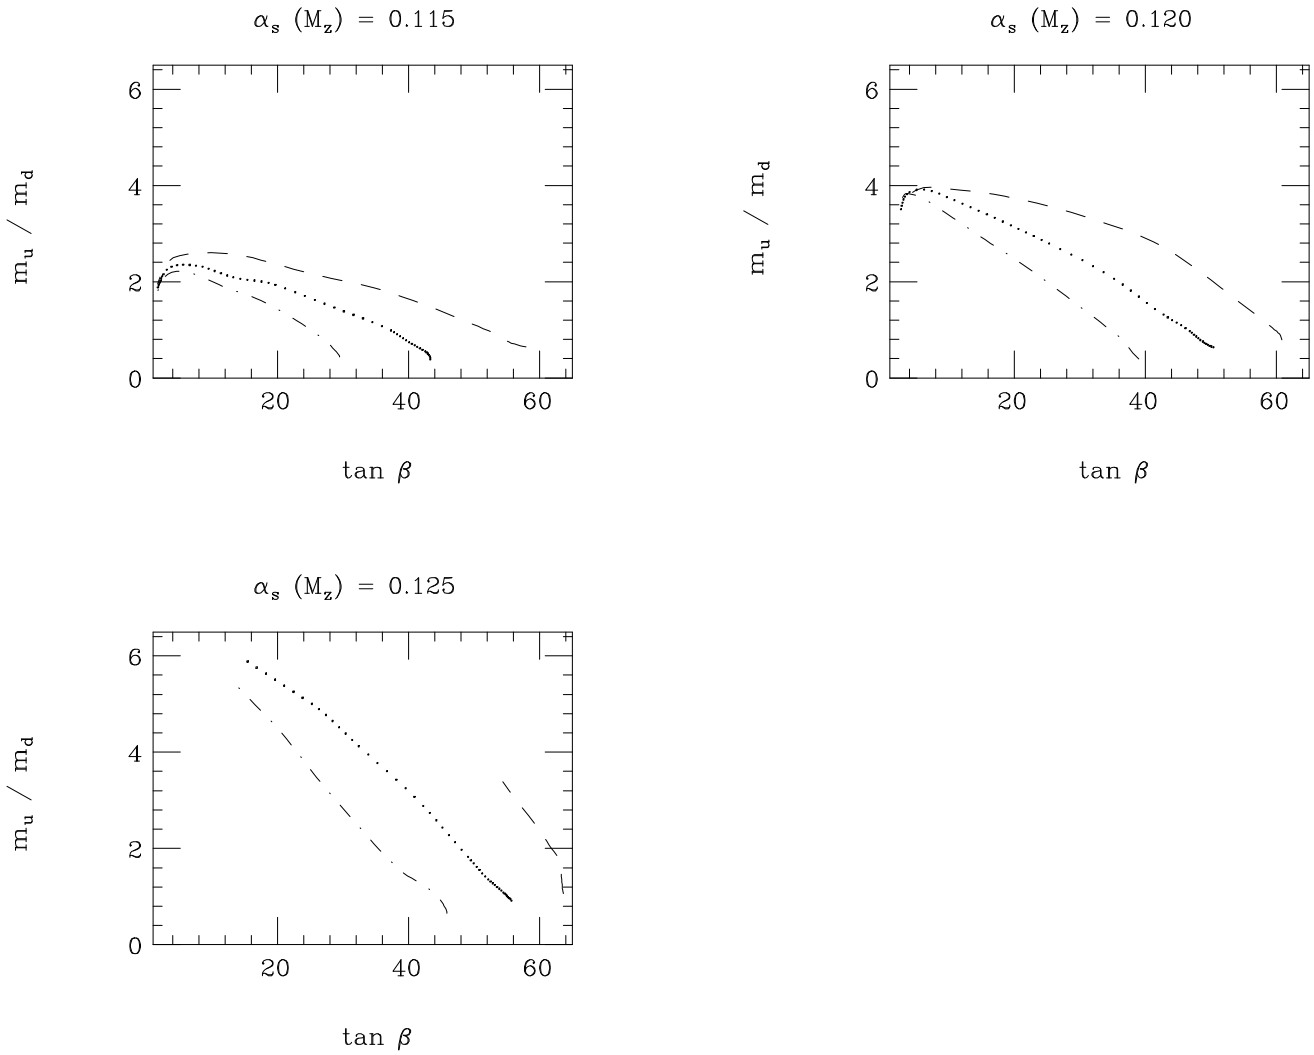 α_s (M_z) = 0.115
6
4
2
0
m_u / m_d
20 40 60
tan β
α_s (M_z) = 0.120
6
4
2
0
m_u / m_d
20 40 60
tan β
α_s (M_z) = 0.125
6
4
2
0
m_u / m_d
20 40 60
tan β